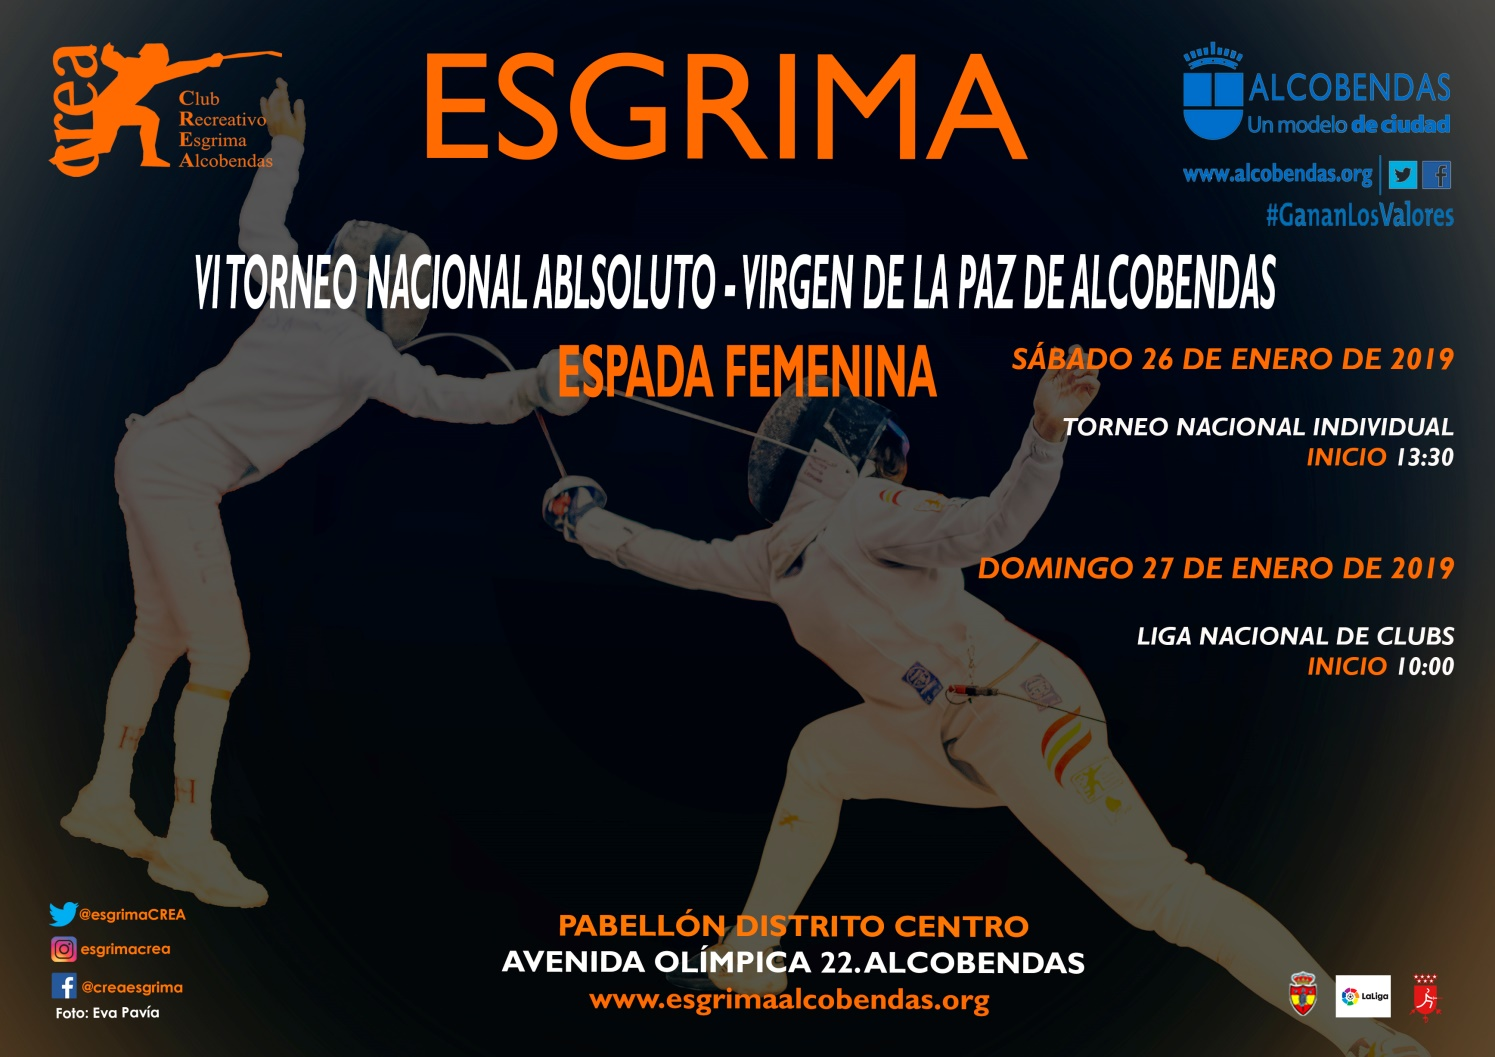 crea
Club
Recreativo
Esgrima
Alcobendas
ESGRIMA
ALCOBENDAS
Un modelo de ciudad
www.alcobendas.org
#GananLosValores
VI TORNEO NACIONAL ABLSOLUTO - VIRGEN DE LA PAZ DE ALCOBENDAS
ESPADA FEMENINA
SÁBADO 26 DE ENERO DE 2019
TORNEO NACIONAL INDIVIDUAL
INICIO 13:30
DOMINGO 27 DE ENERO DE 2019
LIGA NACIONAL DE CLUBS
INICIO 10:00
H
H
@esgrimaCREA
esgrimacrea
@creaesgrima
Foto: Eva Pavía
PABELLÓN DISTRITO CENTRO
AVENIDA OLÍMPICA 22. ALCOBENDAS
www.esgrimaalcobendas.org
LaLiga